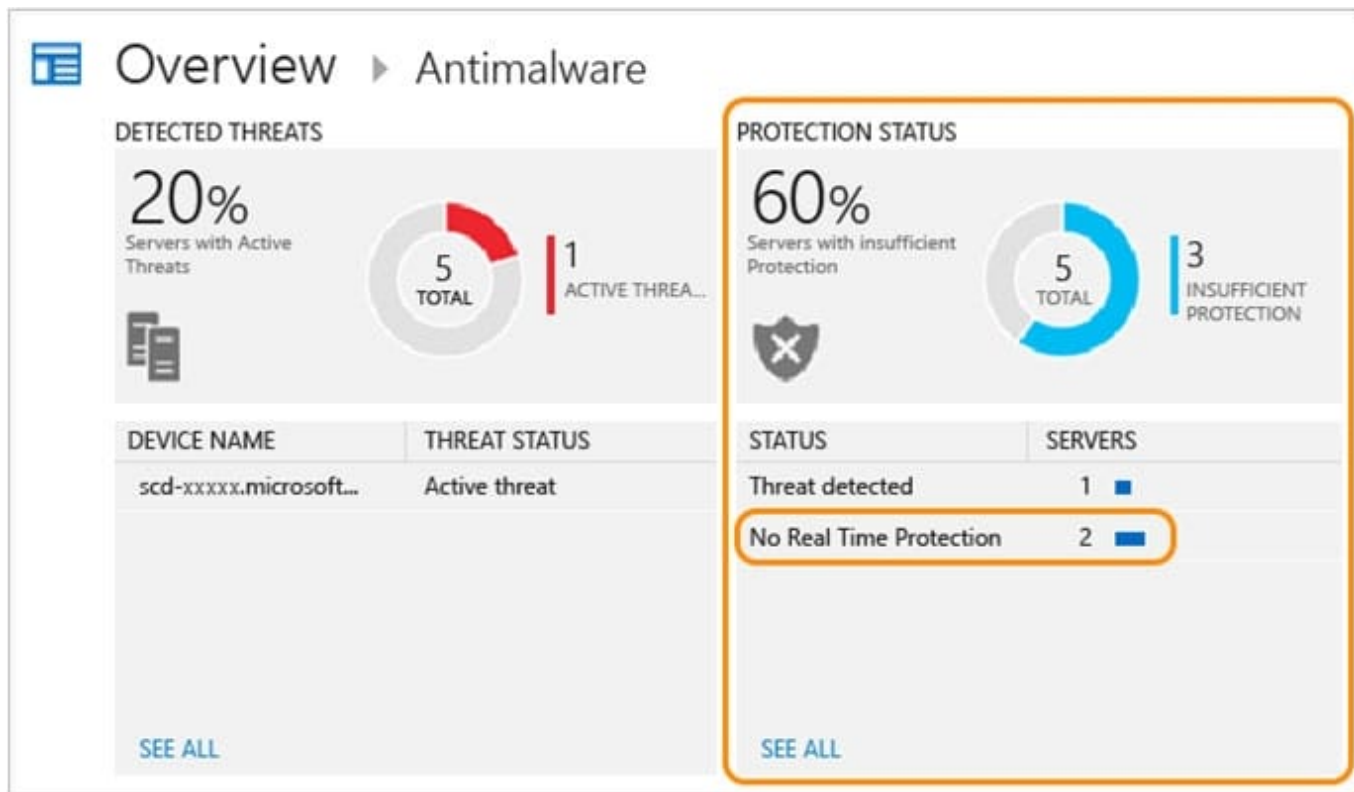 Overview ▸ Antimalware
DETECTED THREATS
20%
Servers with Active
Threats
5
TOTAL
1
ACTIVE THREA...
DEVICE NAME THREAT STATUS
scd-xxxxx.microsoft... Active threat
SEE ALL
PROTECTION STATUS
60%
Servers with insufficient
Protection
5
TOTAL
3
INSUFFICIENT
PROTECTION
STATUS SERVERS
Threat detected 1
No Real Time Protection 2
SEE ALL